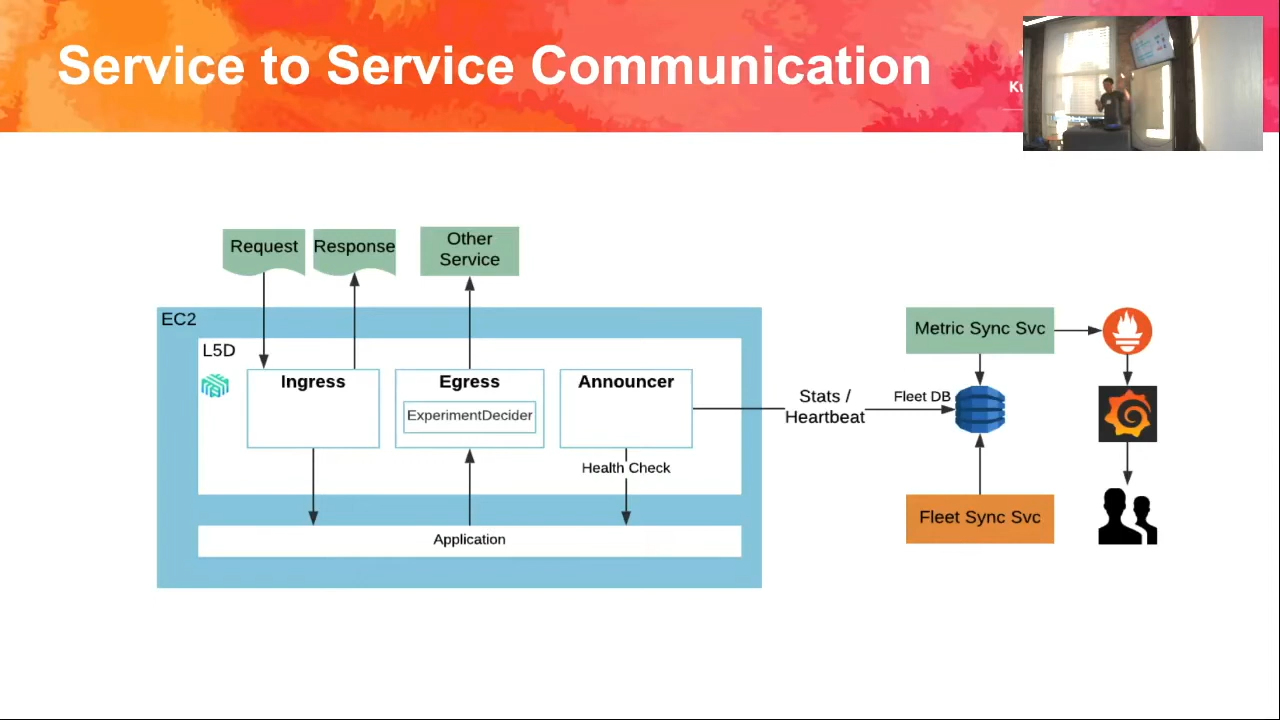 Service to Service Communication
Ku
Request
Response
Other
Service
EC2
L5D
Ingress
Egress
Announcer
ExperimentDecider
Health Check
Application
Stats /
Heartbeat
Fleet DB
Metric Sync Svc
Fleet Sync Svc